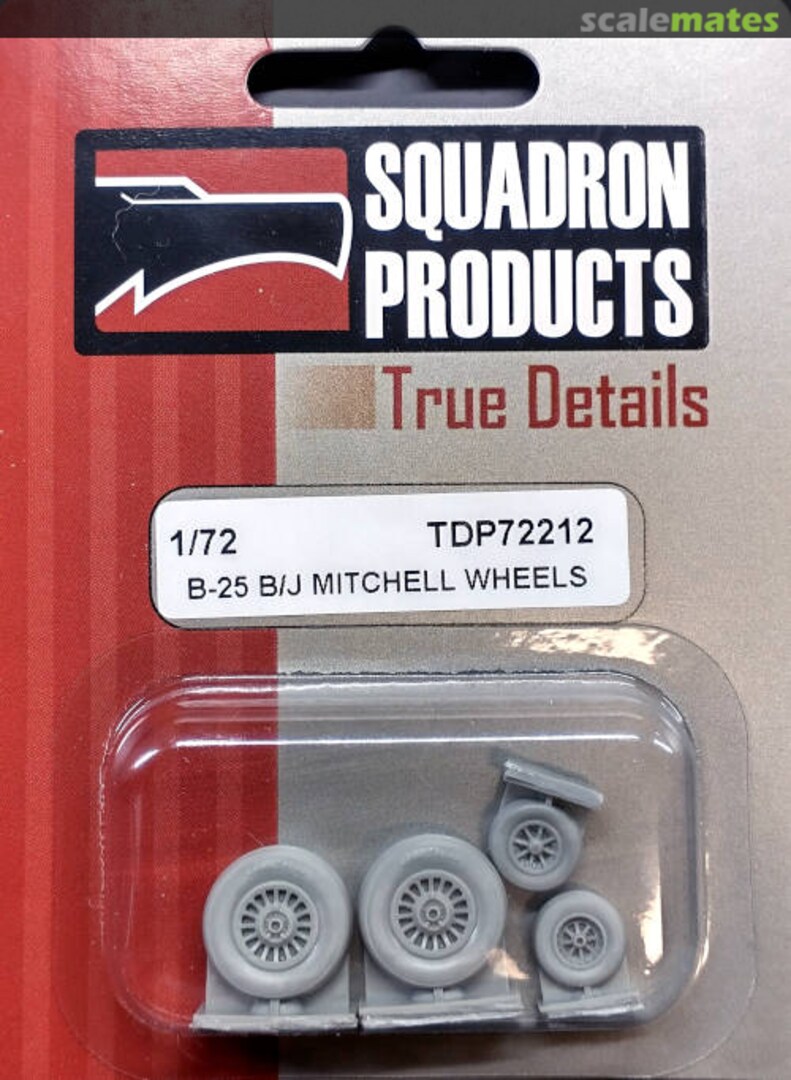 scalemates
SQUADRON
PRODUCTS
True Details
1/72 TDP72212
B-25 B/J MITCHELL WHEELS